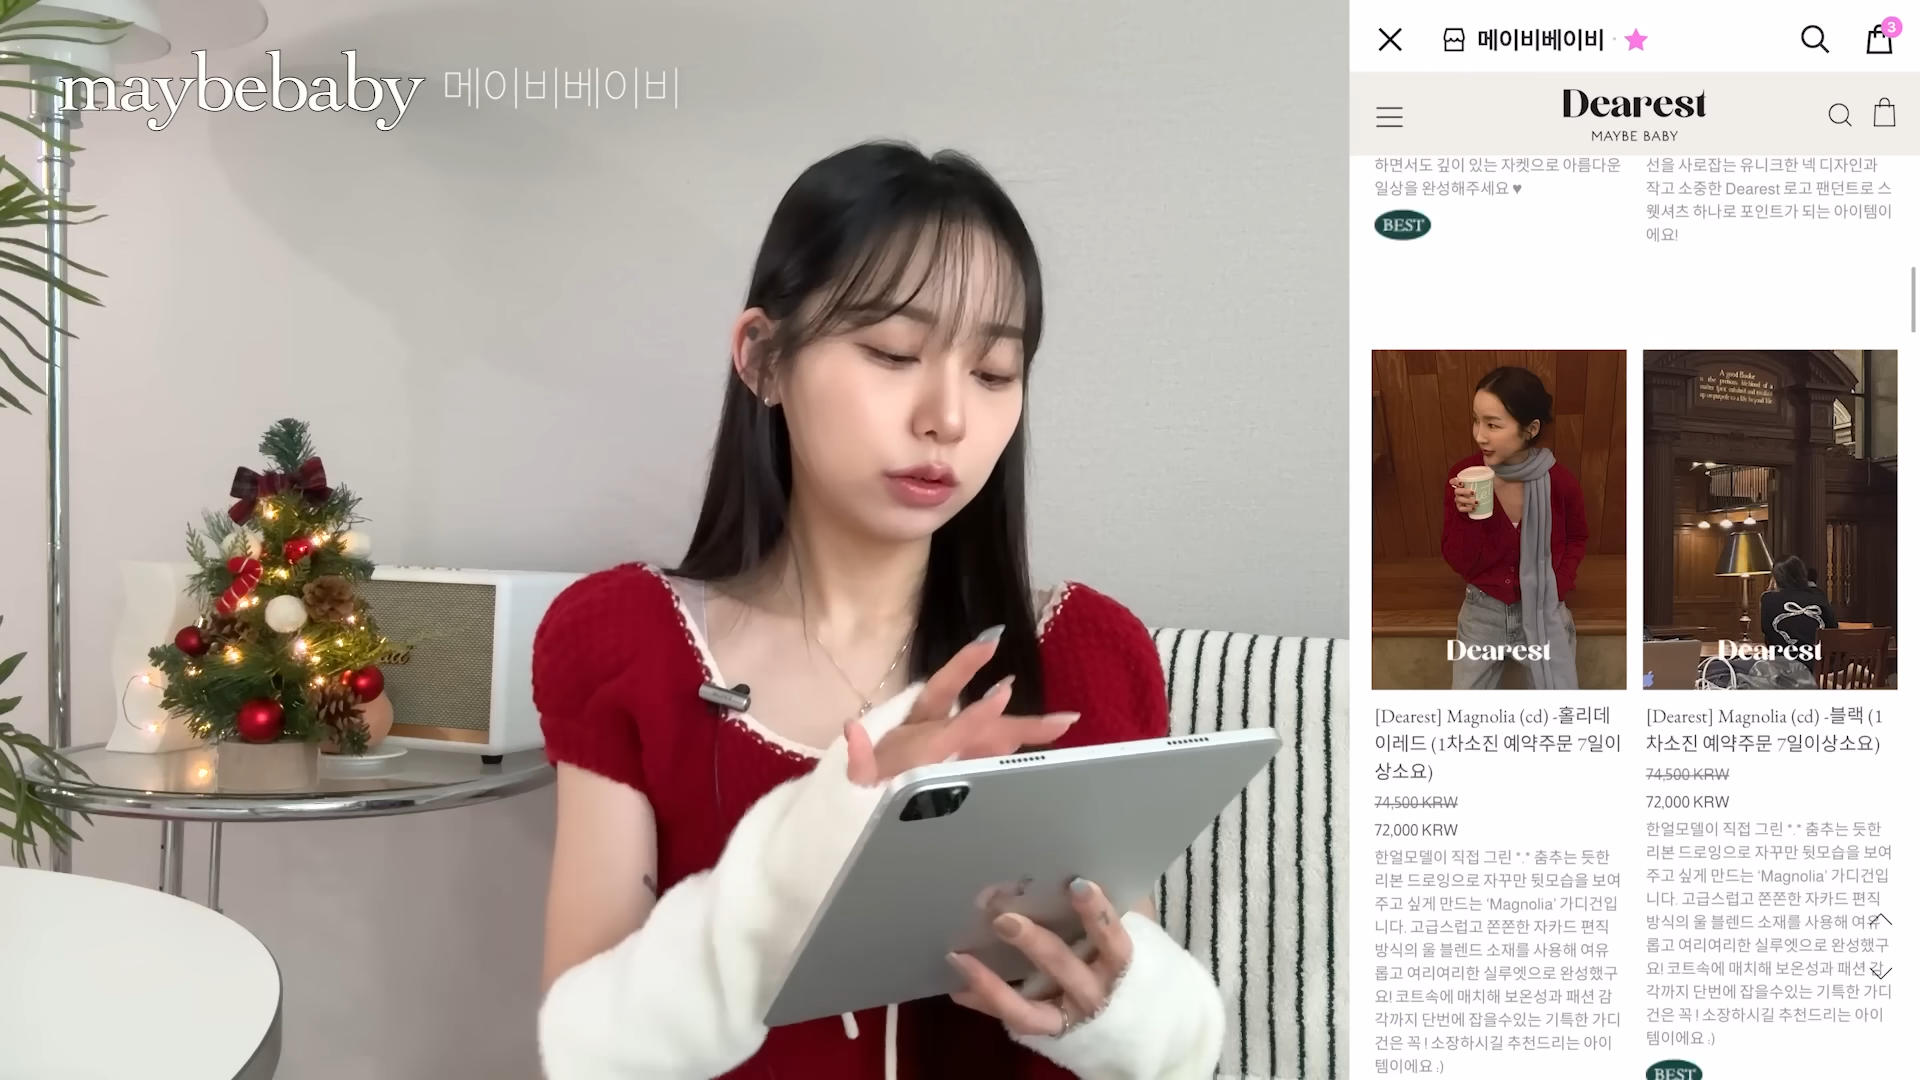 maybebaby 메이비베이비
메이비베이비
3
Dearest
MAYBE BABY
하면서도 깊이 있는 자켓으로 아름다운
일상을 완성해주세요 ♥
BEST
선을 사로잡는 유니크한 넥 디자인과
작고 소중한 Dearest 로고 팬던트로 스
웻셔츠 하나로 포인트가 되는 아이템이
에요!
Dearest
[Dearest] Magnolia (cd) -홀리데
이레드 (1차소진 예약주문 7일이
상소요)
74,500 KRW
72,000 KRW
한얼모델이 직접 그린 *.* 춤추는 듯한
리본 드로잉으로 자꾸만 뒷모습을 보여
주고 싶게 만드는 ‘Magnolia’ 가디건입
니다. 고급스럽고 쫀쫀한 자카드 편직
방식의 울 블렌드 소재를 사용해 여유
롭고 여리여리한 실루엣으로 완성했구
요! 코트속에 매치해 보온성과 패션 감
각까지 단번에 잡을수있는 기특한 가디
건은 꼭 ! 소장하시길 추천드리는 아이
템이에요 :)
A good Booke
Dearest
[Dearest] Magnolia (cd) -블랙 (1
차소진 예약주문 7일이상소요)
74,500 KRW
72,000 KRW
한얼모델이 직접 그린 *.* 춤추는 듯한
리본 드로잉으로 자꾸만 뒷모습을 보여
주고 싶게 만드는 ‘Magnolia’ 가디건입
니다. 고급스럽고 쫀쫀한 자카드 편직
방식의 울 블렌드 소재를 사용해 여유
롭고 여리여리한 실루엣으로 완성했구
요! 코트속에 매치해 보온성과 패션 감
각까지 단번에 잡을수있는 기특한 가디
건은 꼭 ! 소장하시길 추천드리는 아이
템이에요 :)
BEST